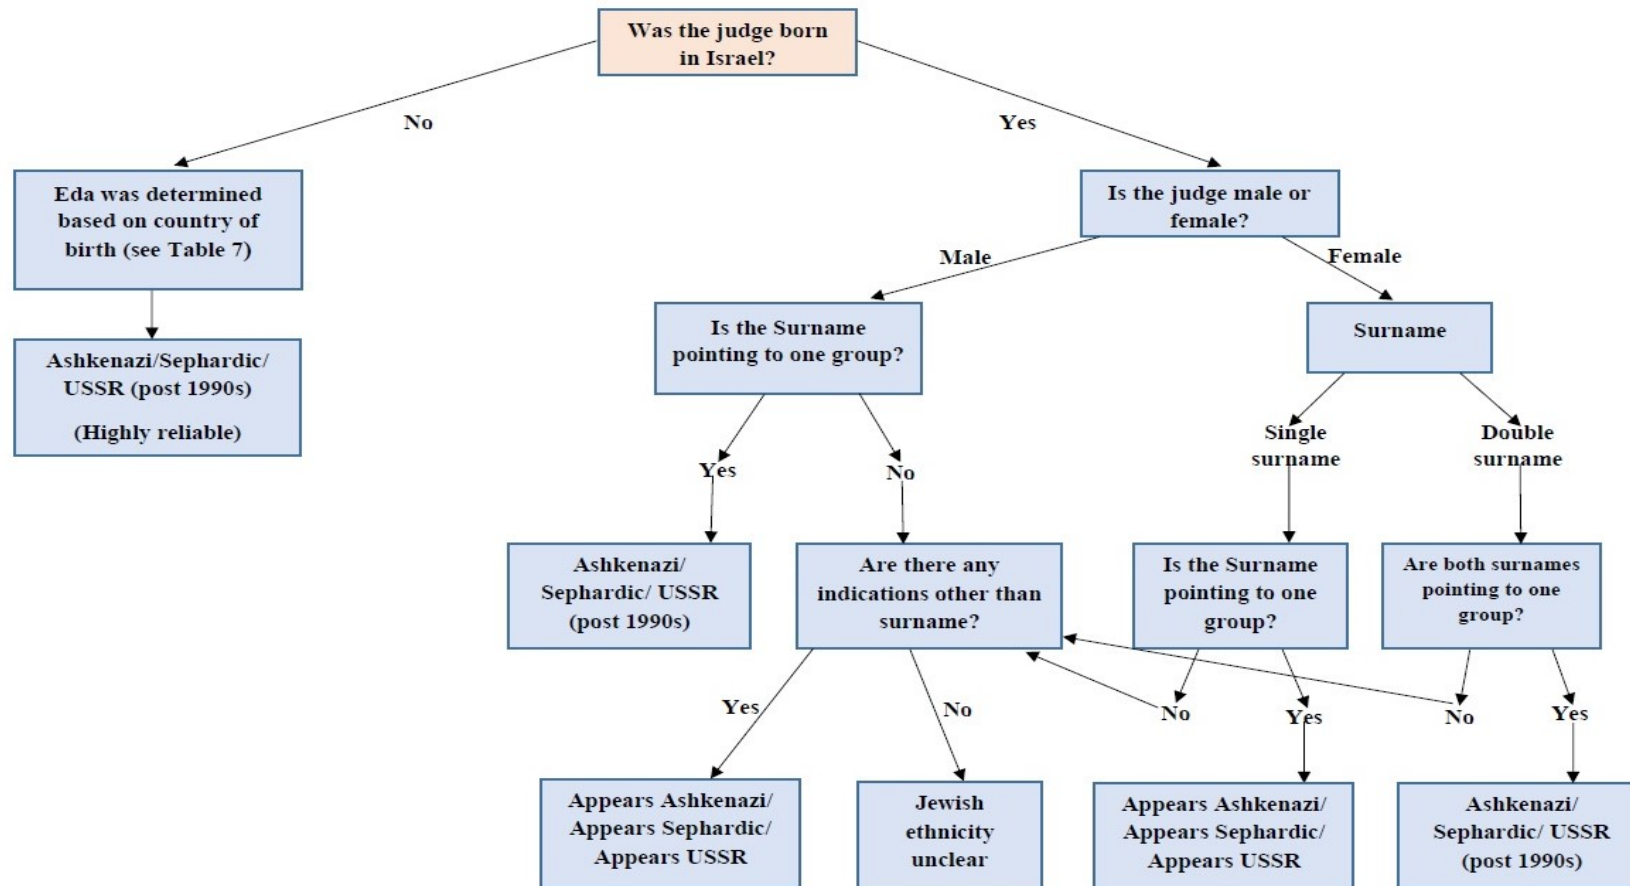 Was the judge born
in Israel?
No
Yes
Eda was determined
based on country of
birth (see Table 7)
Is the judge male or
female?
Male
Female
Ashkenazi/Sephardic/
USSR (post 1990s)
(Highly reliable)
Is the Surname
pointing to one group?
Surname
Yes
No
Single
surname
Double
surname
Ashkenazi/
Sephardic/ USSR
(post 1990s)
Are there any
indications other than
surname?
Is the Surname
pointing to one
group?
Are both surnames
pointing to one
group?
Yes
No
No
Yes
No
Yes
Appears Ashkenazi/
Appears Sephardic/
Appears USSR
Jewish
ethnicity
unclear
Appears Ashkenazi/
Appears Sephardic/
Appears USSR
Ashkenazi/
Sephardic/ USSR
(post 1990s)